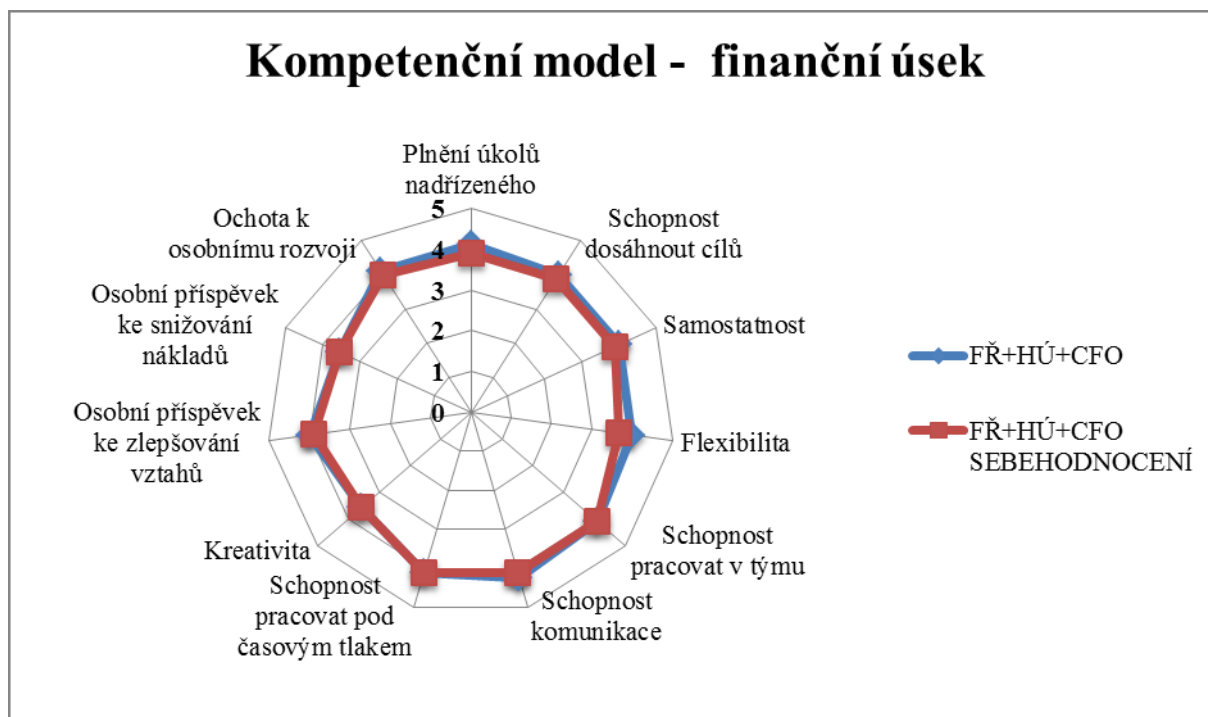 Kompetenční model -  finanční úsek
Plnění úkolů
nadřízeného
Schopnost
dosáhnout cílů
Samostatnost
Flexibilita
Schopnost
pracovat v týmu
Schopnost
komunikace
Schopnost
pracovat pod
časovým tlakem
Kreativita
Osobní příspěvek
ke zlepšování
vztahů
Osobní příspěvek
ke snižování
nákladů
Ochota k
osobnímu rozvoji
5
4
3
2
1
0
FŘ+HÚ+CFO
FŘ+HÚ+CFO
SEBEHODNOCENÍ